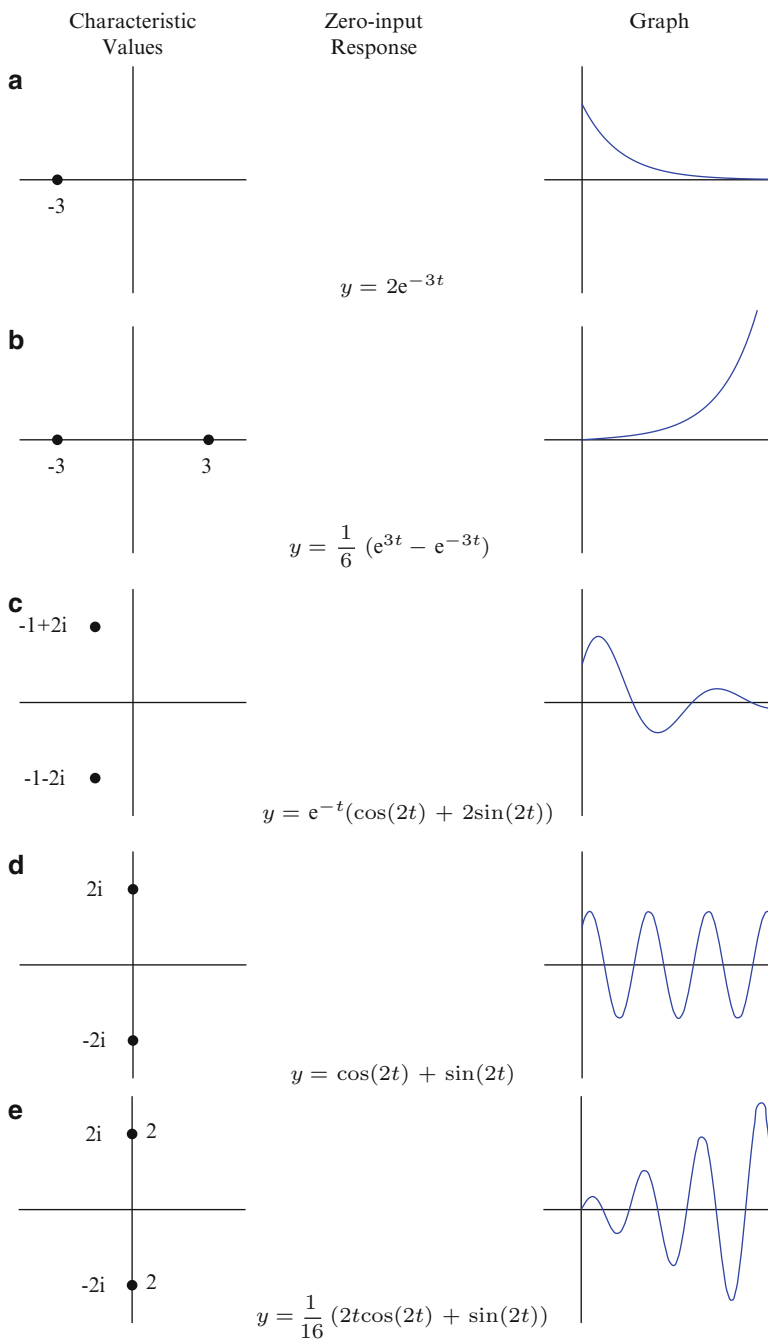 Characteristic Values
Zero-input Response
Graph
a
-3
y = 2e^{-3t}
b
-3 3
y = \frac{1}{6} (e^{3t} − e^{-3t})
c
-1+2i
-1-2i
y = e^{-t}(cos(2t) + 2sin(2t))
d
2i
-2i
y = cos(2t) + sin(2t)
e
2i 2
-2i 2
y = \frac{1}{16} (2tcos(2t) + sin(2t))